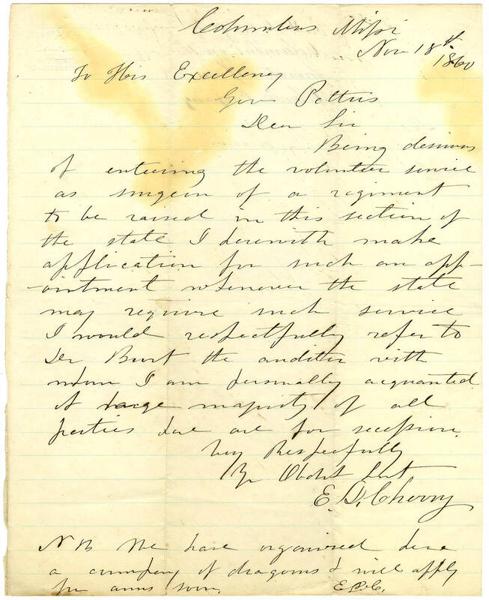 Columbus Missi
Nov 18th
1860
To His Excellency
Gov Pettus
Dear Sir
Being desirous
of entering the volunteer service
as surgeon of a regiment
to be raised in this section of
the state I herewith make
application for such an app-
ointment whenever the state
may require such service
I would respectfully refer to
Dr Burt the auditor with
whom I am personally acquainted.
A large majority of all
parties here are for secession.
Very Respectfully
Yr Obdt Svt
E. D. Cherry
NB We have organized here
a company of dragoons & will apply
for arms soon. E.D.C.